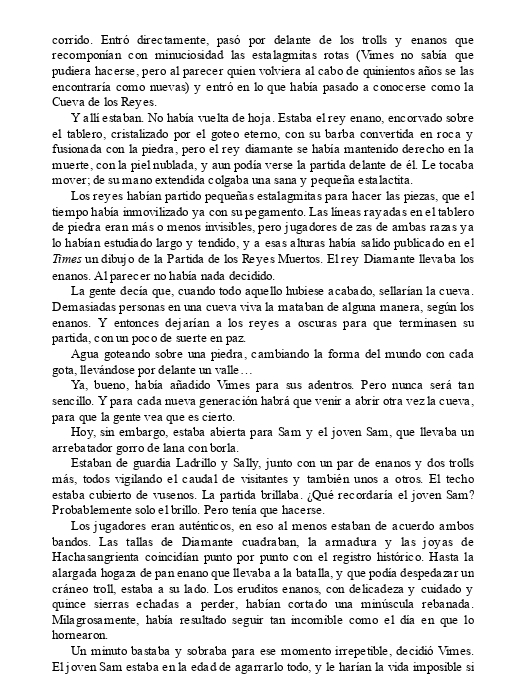 corrido. Entró directamente, pasó por delante de los trolls y enanos que
recomponían con minuciosidad las estalagmitas rotas (Vimes no sabía que
pudiera hacerse, pero al parecer quien volviera al cabo de quinientos años se las
encontraría como nuevas) y entró en lo que había pasado a conocerse como la
Cueva de los Reyes.
Y allí estaban. No había vuelta de hoja. Estaba el rey enano, encorvado sobre
el tablero, cristalizado por el goteo eterno, con su barba convertida en roca y
fusionada con la piedra, pero el rey diamante se había mantenido derecho en la
muerte, con la piel nublada, y aun podía verse la partida delante de él. Le tocaba
mover; de su mano extendida colgaba una sana y pequeña estalactita.
Los reyes habían partido pequeñas estalagmitas para hacer las piezas, que el
tiempo había inmovilizado ya con su pegamento. Las líneas rayadas en el tablero
de piedra eran más o menos invisibles, pero jugadores de zas de ambas razas ya
lo habían estudiado largo y tendido, y a esas alturas había salido publicado en el
Times un dibujo de la Partida de los Reyes Muertos. El rey Diamante llevaba los
enanos. Al parecer no había nada decidido.
La gente decía que, cuando todo aquello hubiese acabado, sellarían la cueva.
Demasiadas personas en una cueva viva la mataban de alguna manera, según los
enanos. Y entonces dejarían a los reyes a oscuras para que terminasen su
partida, con un poco de suerte en paz.
Agua goteando sobre una piedra, cambiando la forma del mundo con cada
gota, llevándose por delante un valle…
Ya, bueno, había añadido Vimes para sus adentros. Pero nunca será tan
sencillo. Y para cada nueva generación habrá que venir a abrir otra vez la cueva,
para que la gente vea que es cierto.
Hoy, sin embargo, estaba abierta para Sam y el joven Sam, que llevaba un
arrebatador gorro de lana con borla.
Estaban de guardia Ladrillo y Sally, junto con un par de enanos y dos trolls
más, todos vigilando el caudal de visitantes y también unos a otros. El techo
estaba cubierto de vusenos. La partida brillaba. ¿Qué recordaría el joven Sam?
Probablemente solo el brillo. Pero tenía que hacerse.
Los jugadores eran auténticos, en eso al menos estaban de acuerdo ambos
bandos. Las tallas de Diamante cuadraban, la armadura y las joyas de
Hachasangrienta coincidían punto por punto con el registro histórico. Hasta la
alargada hogaza de pan enano que llevaba a la batalla, y que podía despedazar un
cráneo troll, estaba a su lado. Los eruditos enanos, con delicadeza y cuidado y
quince sierras echadas a perder, habían cortado una minúscula rebanada.
Milagrosamente, había resultado seguir tan incomible como el día en que lo
hornearon.
Un minuto bastaba y sobraba para ese momento irrepetible, decidió Vimes.
El joven Sam estaba en la edad de agarrarlo todo, y le harían la vida imposible si